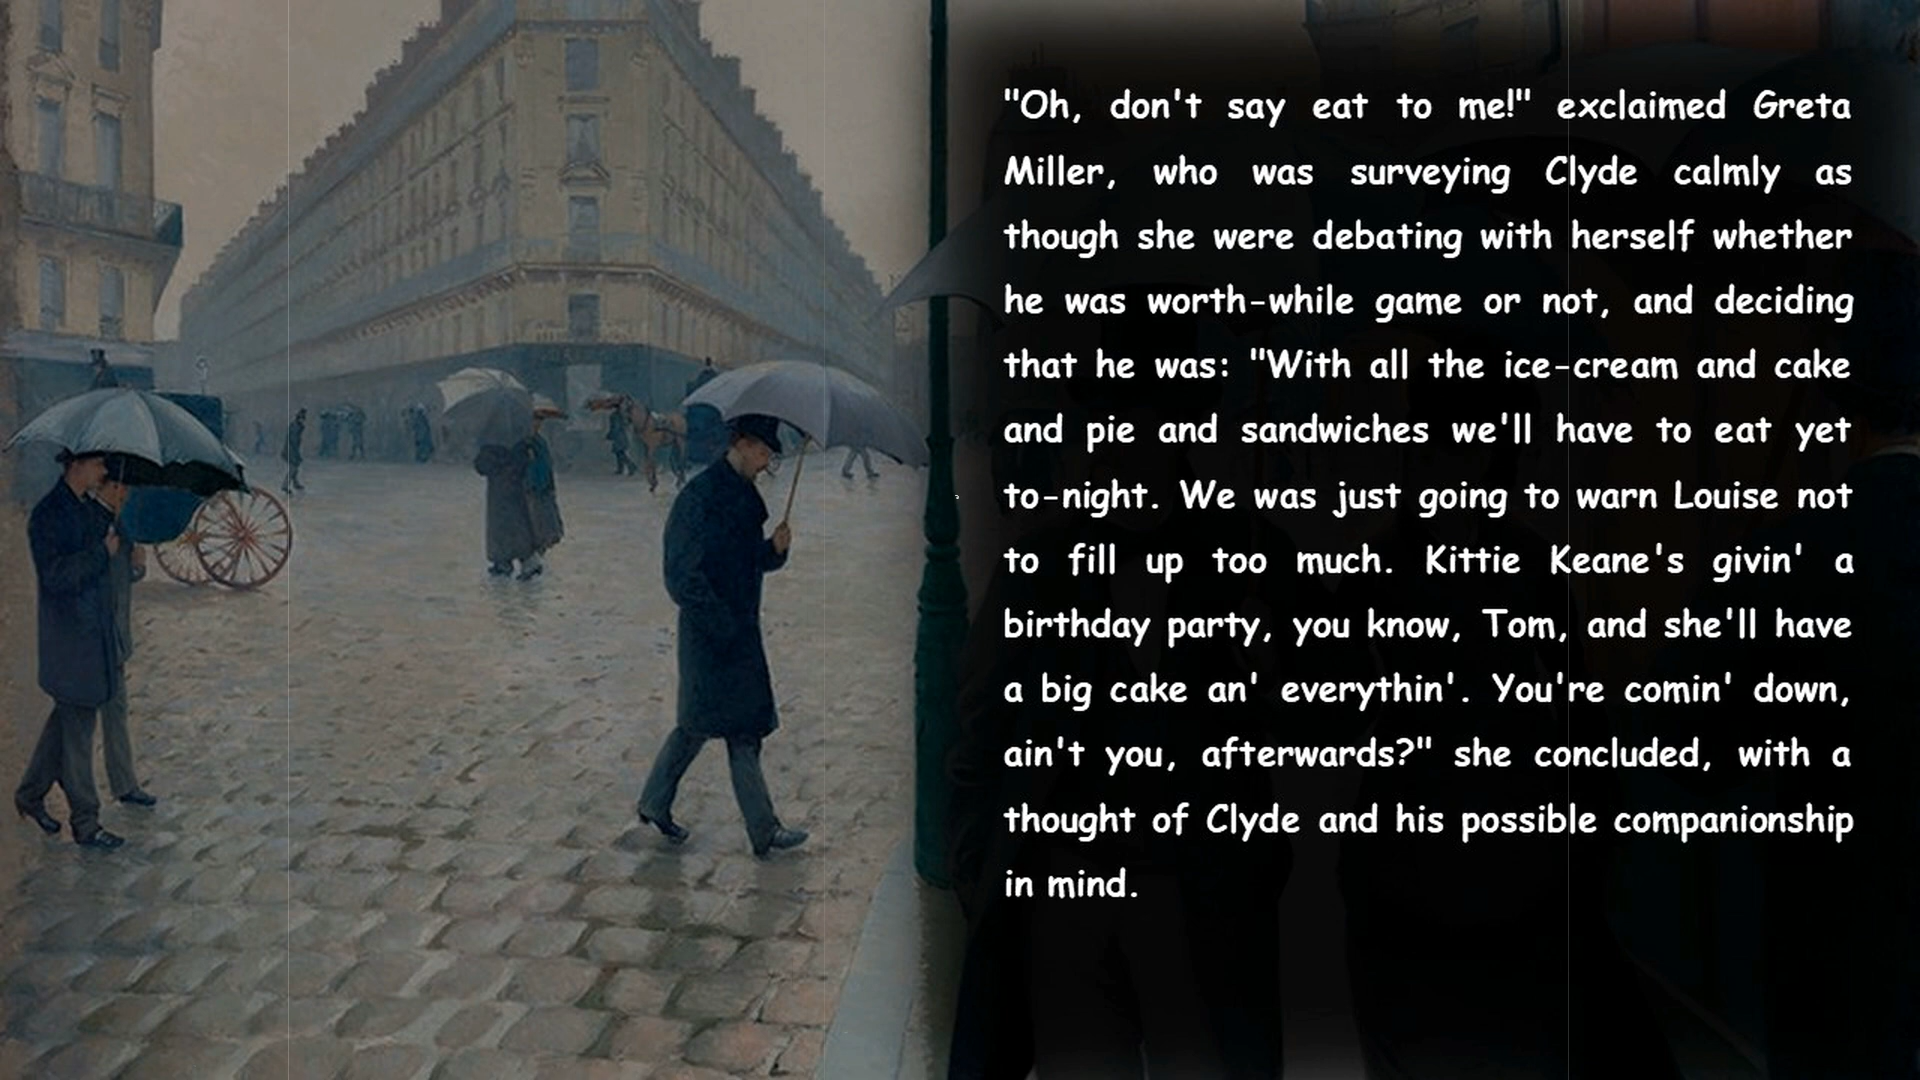 "Oh, don't say eat to me!" exclaimed Greta
Miller, who was surveying Clyde calmly as
though she were debating with herself whether
he was worth-while game or not, and deciding
that he was: "With all the ice-cream and cake
and pie and sandwiches we'll have to eat yet
to-night. We was just going to warn Louise not
to fill up too much. Kittie Keane's givin' a
birthday party, you know, Tom, and she'll have
a big cake an' everythin'. You're comin' down,
ain't you, afterwards?" she concluded, with a
thought of Clyde and his possible companionship
in mind.